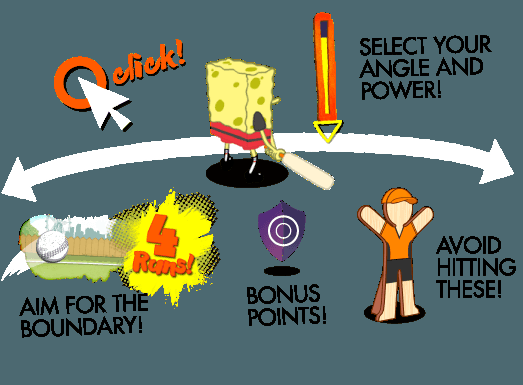 click!
SELECT YOUR
ANGLE AND
POWER!
4
Runs!
AIM FOR THE
BOUNDARY!
BONUS
POINTS!
AVOID
HITTING
THESE!